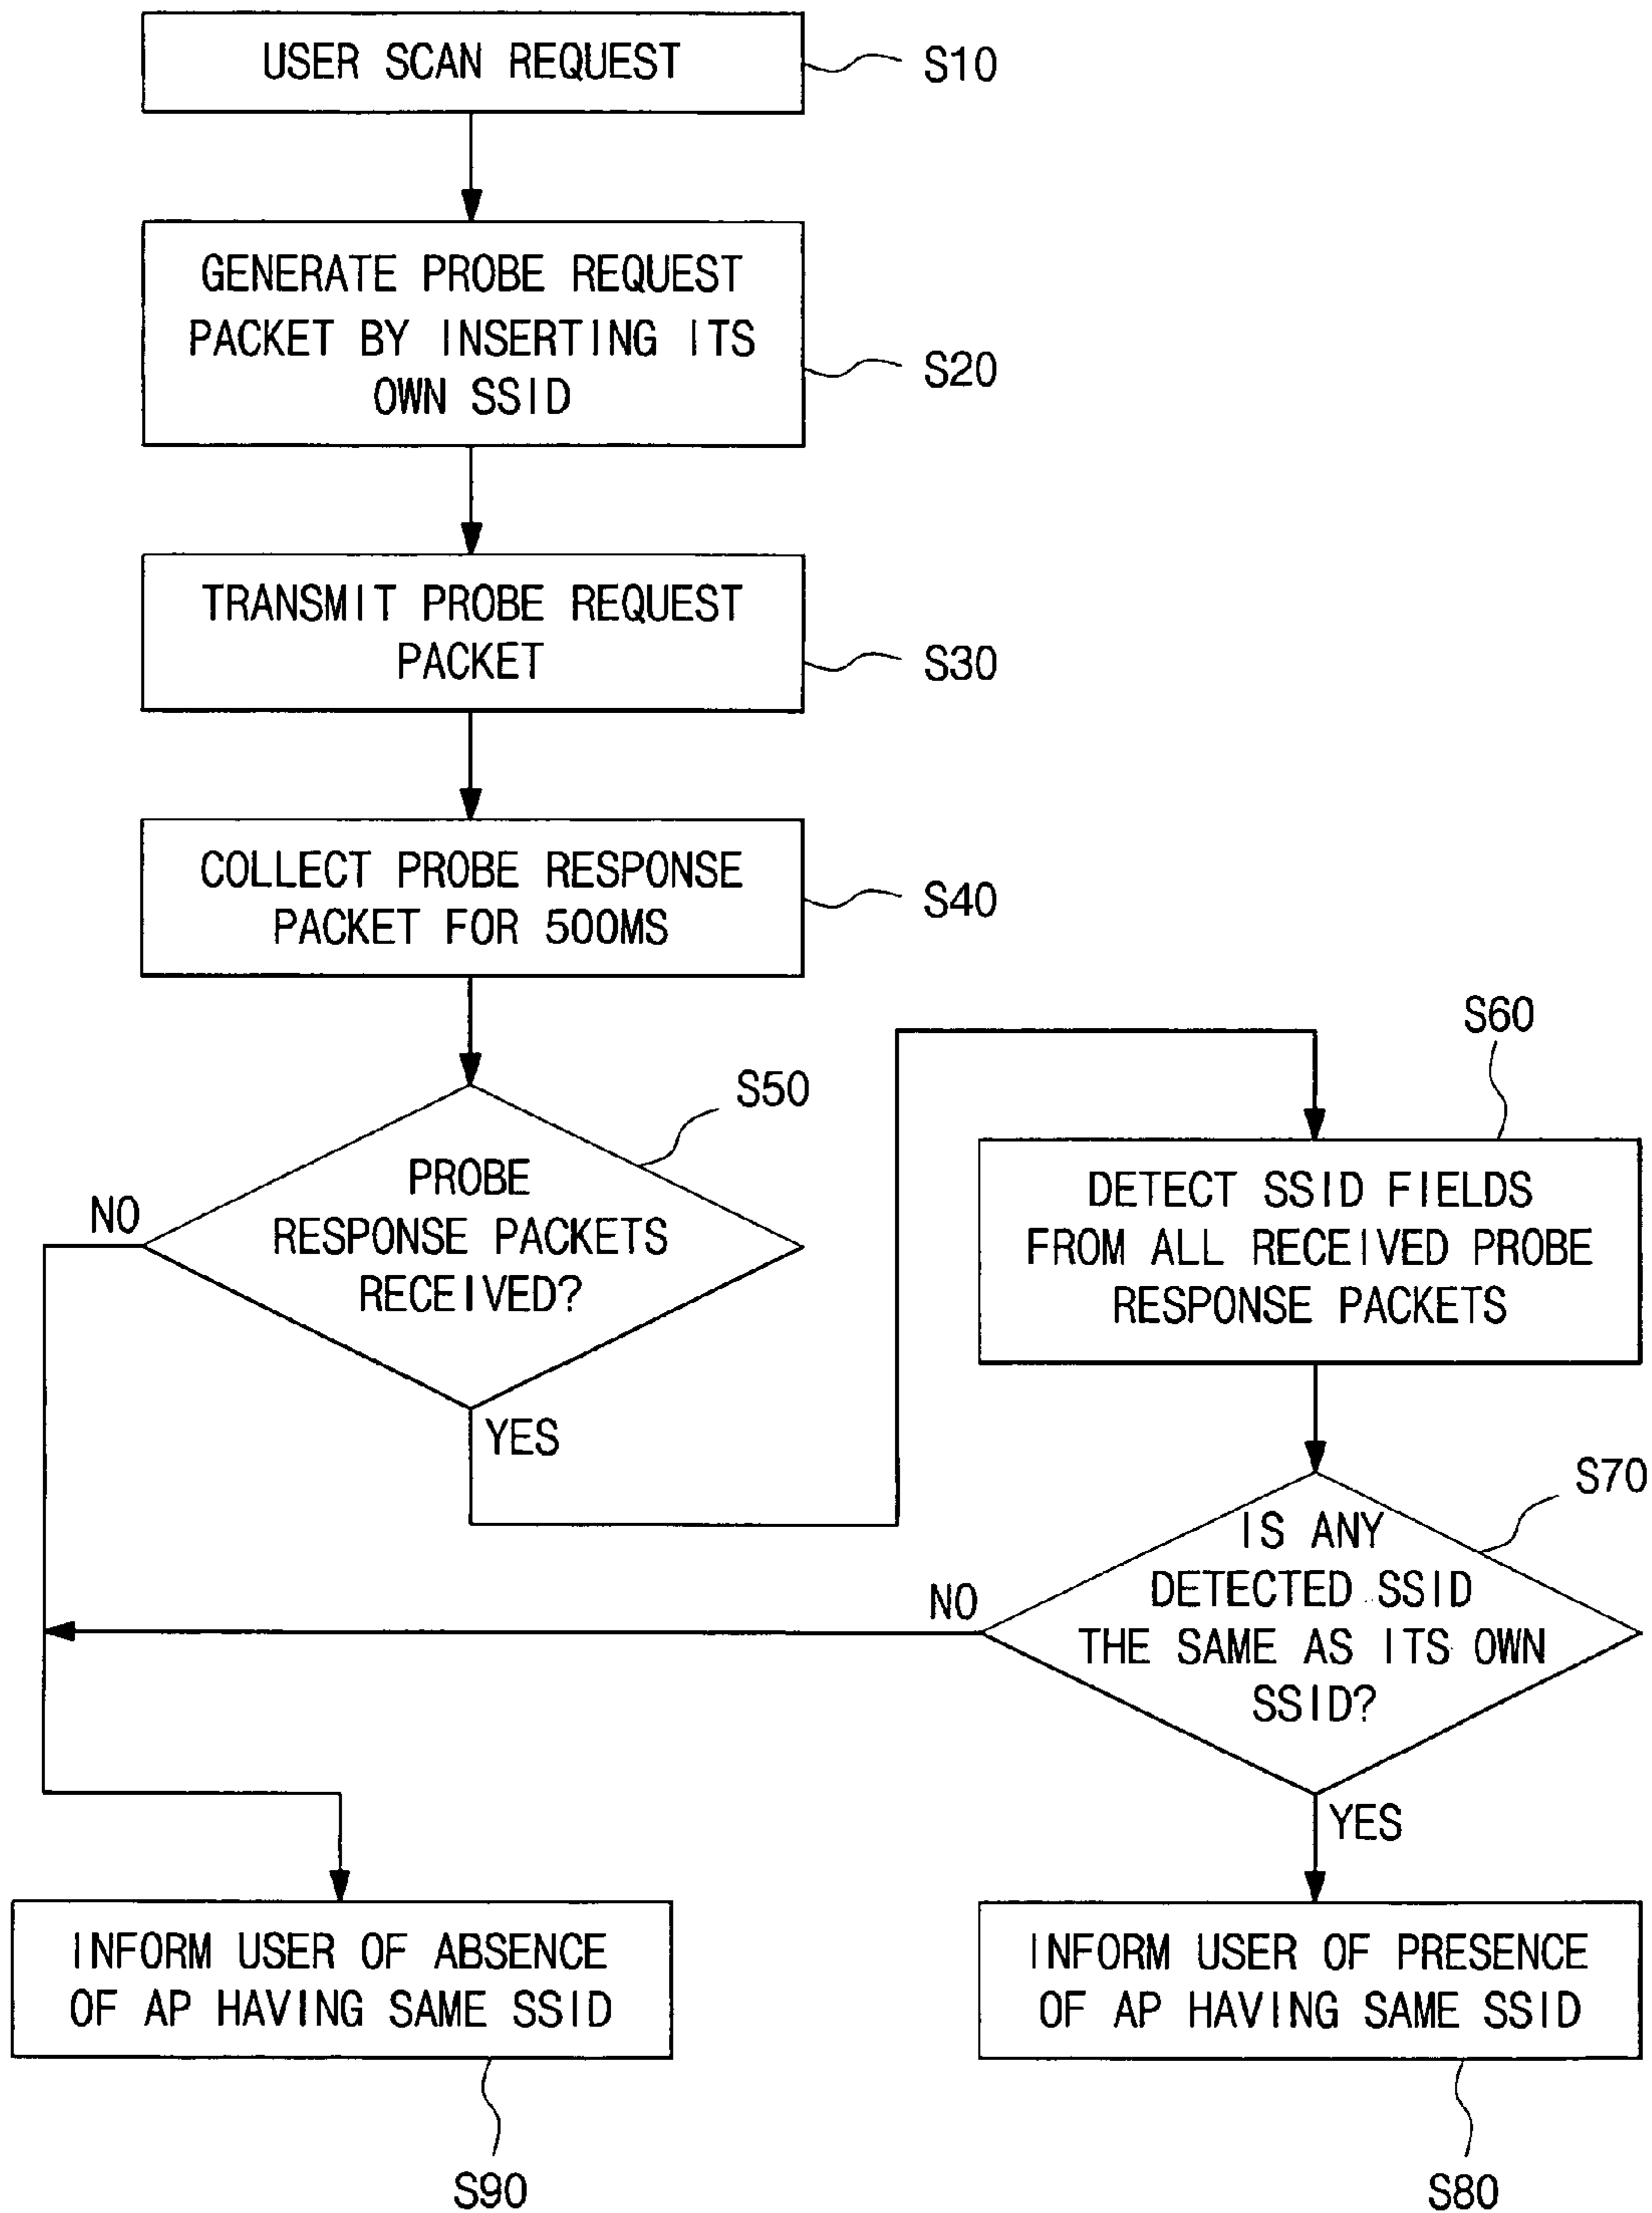 USER SCAN REQUEST
S10
GENERATE PROBE REQUEST
PACKET BY INSERTING ITS
OWN SSID
S20
TRANSMIT PROBE REQUEST
PACKET
S30
COLLECT PROBE RESPONSE
PACKET FOR 500MS
S40
S50
PROBE
RESPONSE PACKETS
RECEIVED?
NO
YES
S60
DETECT SSID FIELDS
FROM ALL RECEIVED PROBE
RESPONSE PACKETS
S70
IS ANY
DETECTED SSID
THE SAME AS ITS OWN
SSID?
NO
YES
INFORM USER OF ABSENCE
OF AP HAVING SAME SSID
S90
INFORM USER OF PRESENCE
OF AP HAVING SAME SSID
S80